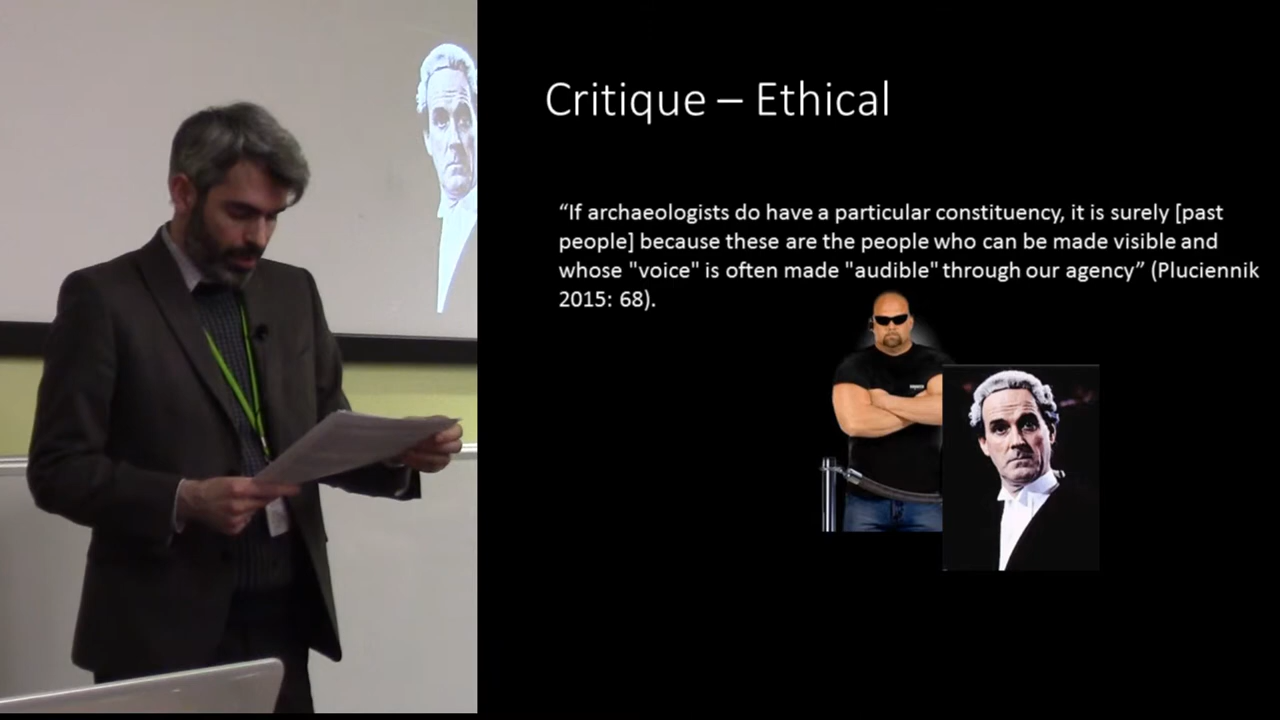 Critique – Ethical
“If archaeologists do have a particular constituency, it is surely [past
people] because these are the people who can be made visible and
whose "voice" is often made "audible" through our agency” (Pluciennik
2015: 68).